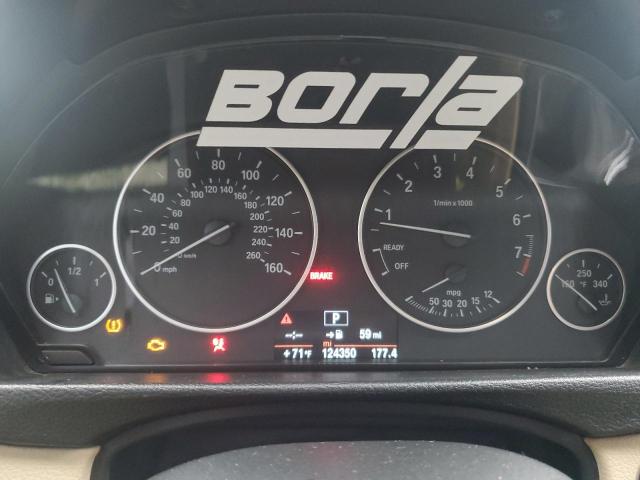 BORLA
60 80 100
40 120
20 140
0 mph 160
20 40 60 80 100 120 140 160 180 200 220 240 260
0 km/h
1 2 3 4 5 6 7
1/min x 1000
READY
OFF
mpg
50 30 20 15 12
0 1/2 1
250
150 °F 340
BRAKE
P
--:-- 59 mi
mi
+71°F 124350 177.4